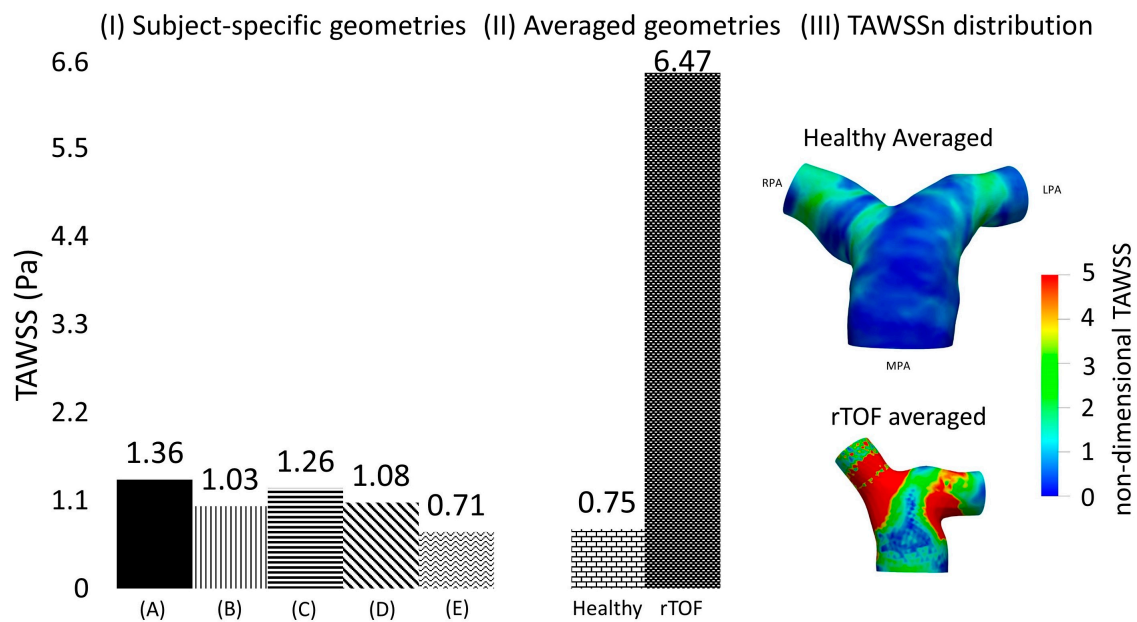 (I) Subject-specific geometries (II) Averaged geometries (III) TAWSSn distribution
TAWSS (Pa)
6.6
5.5
4.4
3.3
2.2
1.1
0
1.36
1.03
1.26
1.08
0.71
(A) (B) (C) (D) (E)
6.47
0.75
Healthy rTOF
Healthy Averaged
RPA
LPA
MPA
rTOF averaged
5
4
3
2
1
0
non-dimensional TAWSS